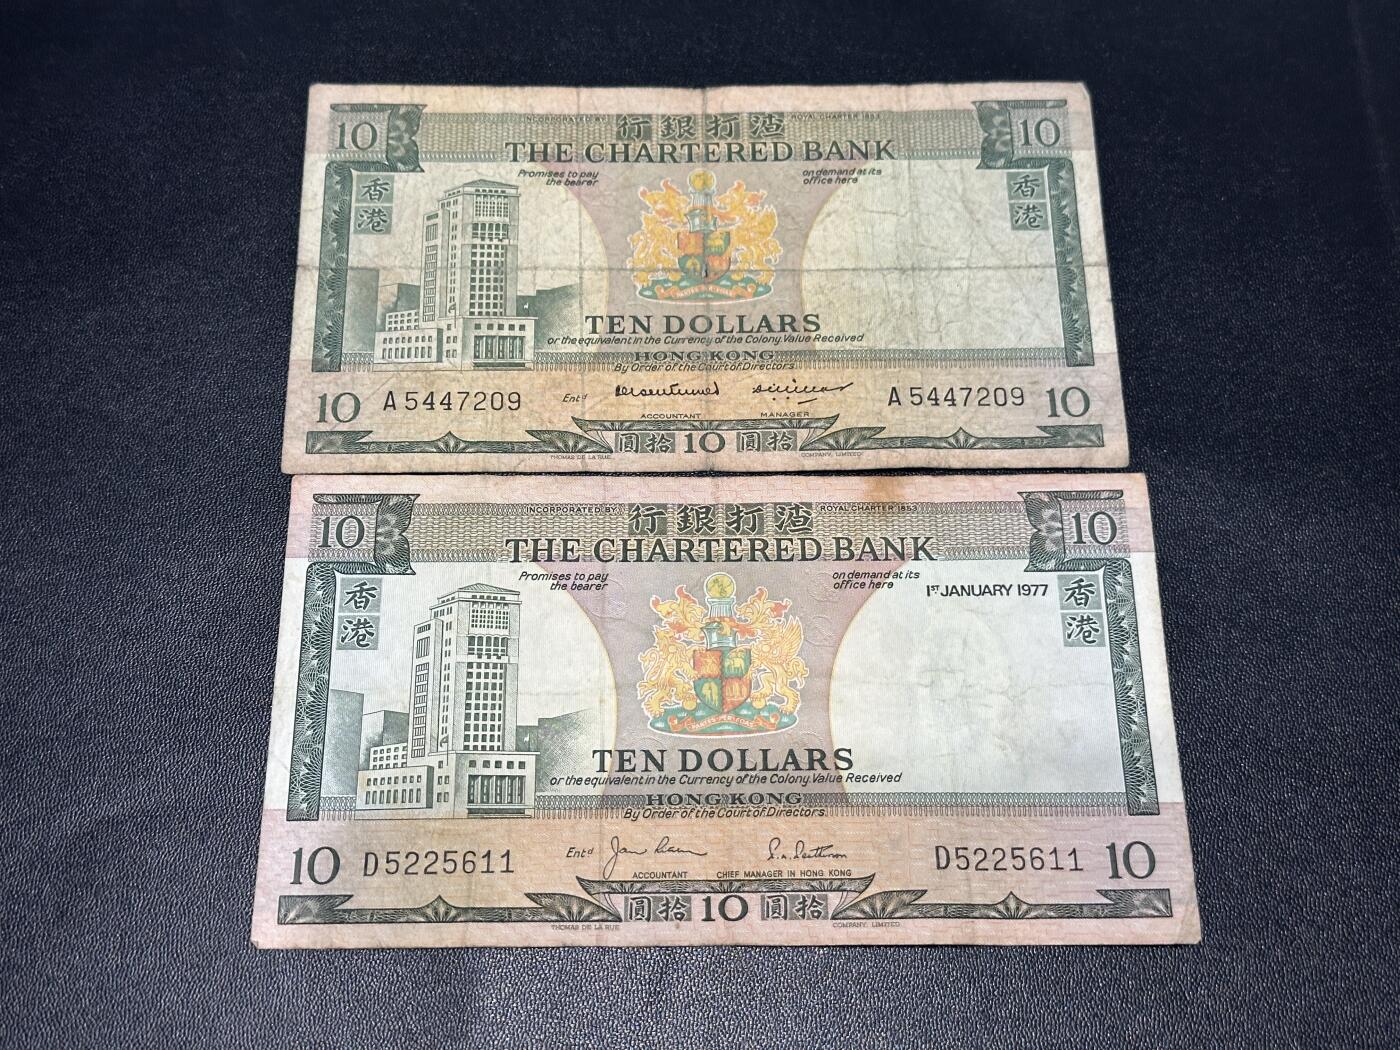 10 INCORPORATED BY 行銀打渣 ROYAL CHARTER 1853 10
THE CHARTERED BANK
香港 Promises to pay the bearer on demand at its office here 香港
TEN DOLLARS
or the equivalent in the Currency of the Colony Value Received
HONG KONG
By Order of the Court of Directors.
10 A5447209 Entd A5447209 10
ACCOUNTANT MANAGER
圓拾 10 圓拾
THOMAS DE LA RUE COMPANY, LIMITED
10 INCORPORATED BY 行銀打渣 ROYAL CHARTER 1853 10
THE CHARTERED BANK
香港 Promises to pay the bearer on demand at its office here 1ST JANUARY 1977 香港
TEN DOLLARS
or the equivalent in the Currency of the Colony Value Received
HONG KONG
By Order of the Court of Directors.
10 D5225611 Entd D5225611 10
ACCOUNTANT CHIEF MANAGER IN HONG KONG
圓拾 10 圓拾
THOMAS DE LA RUE COMPANY, LIMITED